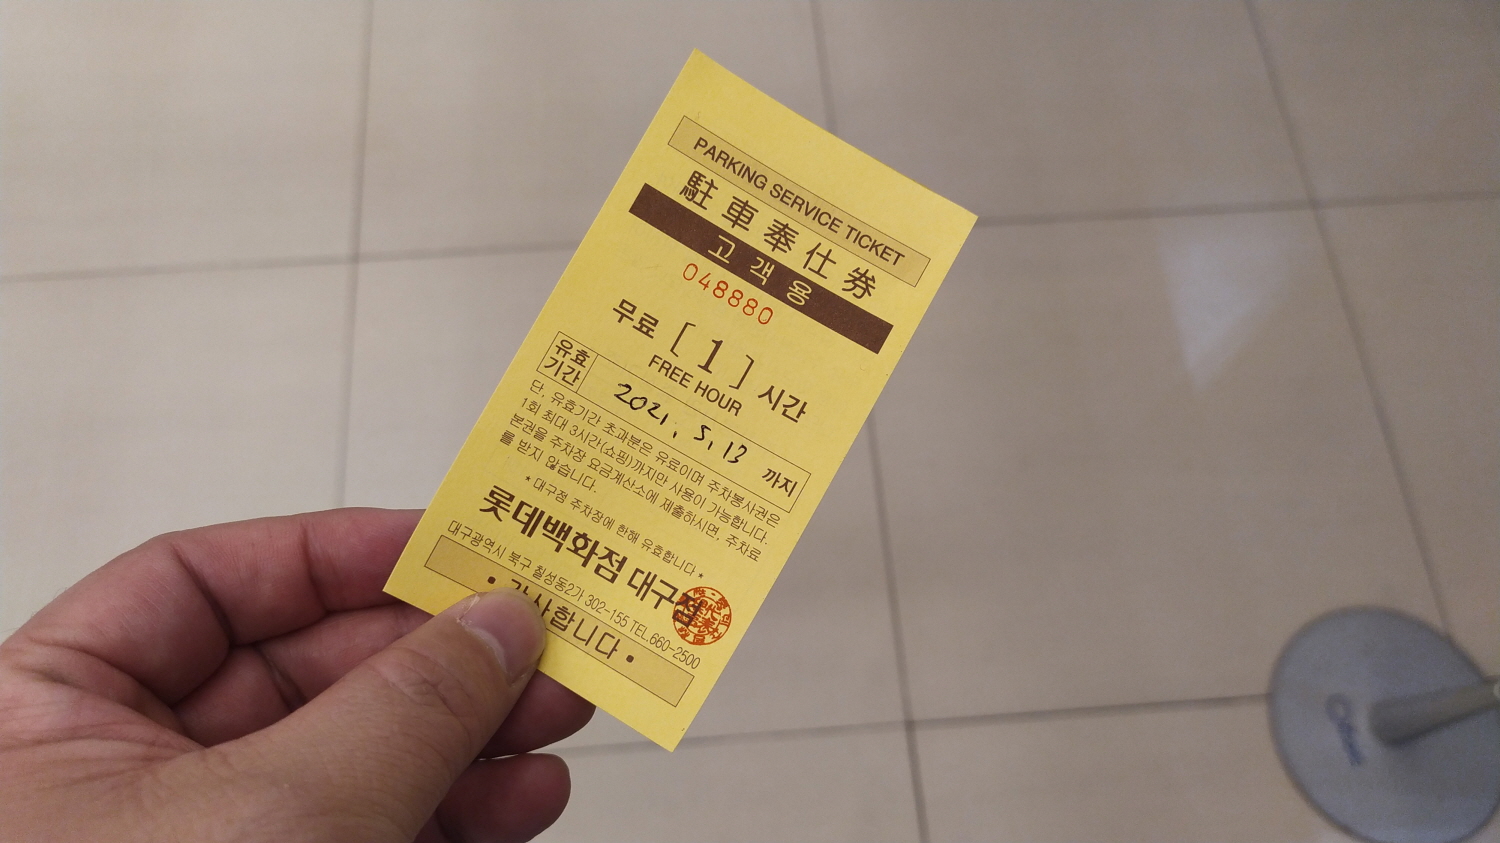 PARKING SERVICE TICKET
駐車奉仕券
고객용
048880
무료 [ 1 ] 시간
FREE HOUR
유효기간 2021. 5. 13 까지
단, 유효기간 초과분은 유료이며 주차봉사권은
1회 최대 3시간(쇼핑)까지만 사용이 가능합니다.
본권을 주차장 요금계산소에 제출하시면, 주차료
를 받지 않습니다.
* 대구점 주차장에 한해 유효합니다 *
롯데백화점 대구점
대구광역시 북구 칠성동2가 302-155 TEL.660-2500
• 감사합니다 •